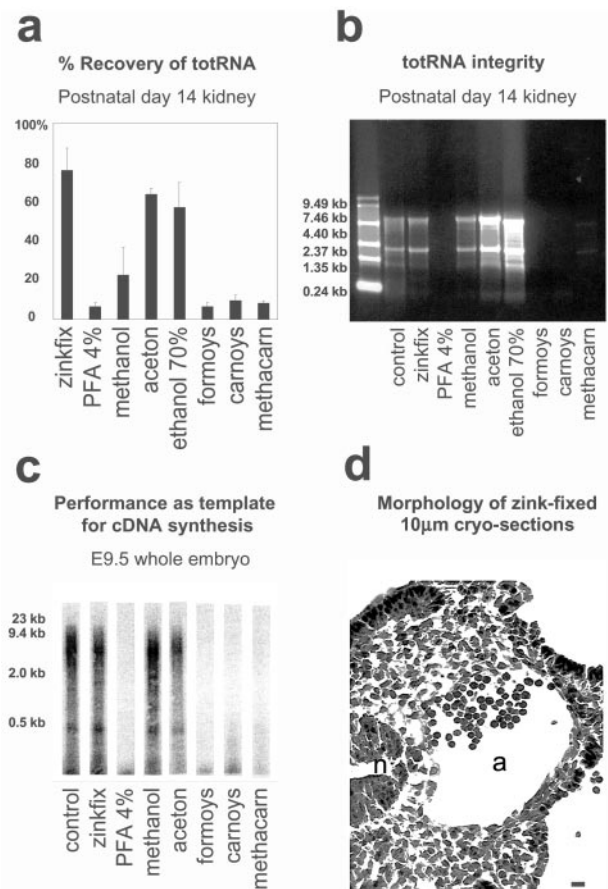 a
% Recovery of totRNA
Postnatal day 14 kidney
100%
80
60
40
20
0
zinkfix
PFA 4%
methanol
aceton
ethanol 70%
formoys
carnoys
methacarn
b
totRNA integrity
Postnatal day 14 kidney
9.49 kb
7.46 kb
4.40 kb
2.37 kb
1.35 kb
0.24 kb
control
zinkfix
PFA 4%
methanol
aceton
ethanol 70%
formoys
carnoys
methacarn
c
Performance as template
for cDNA synthesis
E9.5 whole embryo
23 kb
9.4 kb
2.0 kb
0.5 kb
control
zinkfix
PFA 4%
methanol
aceton
formoys
carnoys
methacarn
d
Morphology of zink-fixed
10µm cryo-sections
n
a